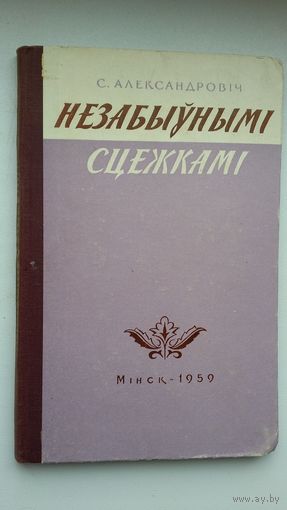 С. АЛЕКСАНДРОВІЧ
НЕЗАБЫЎНЫМІ
СЦЕЖКАМІ
МІНСК - 1959
www.ay.by